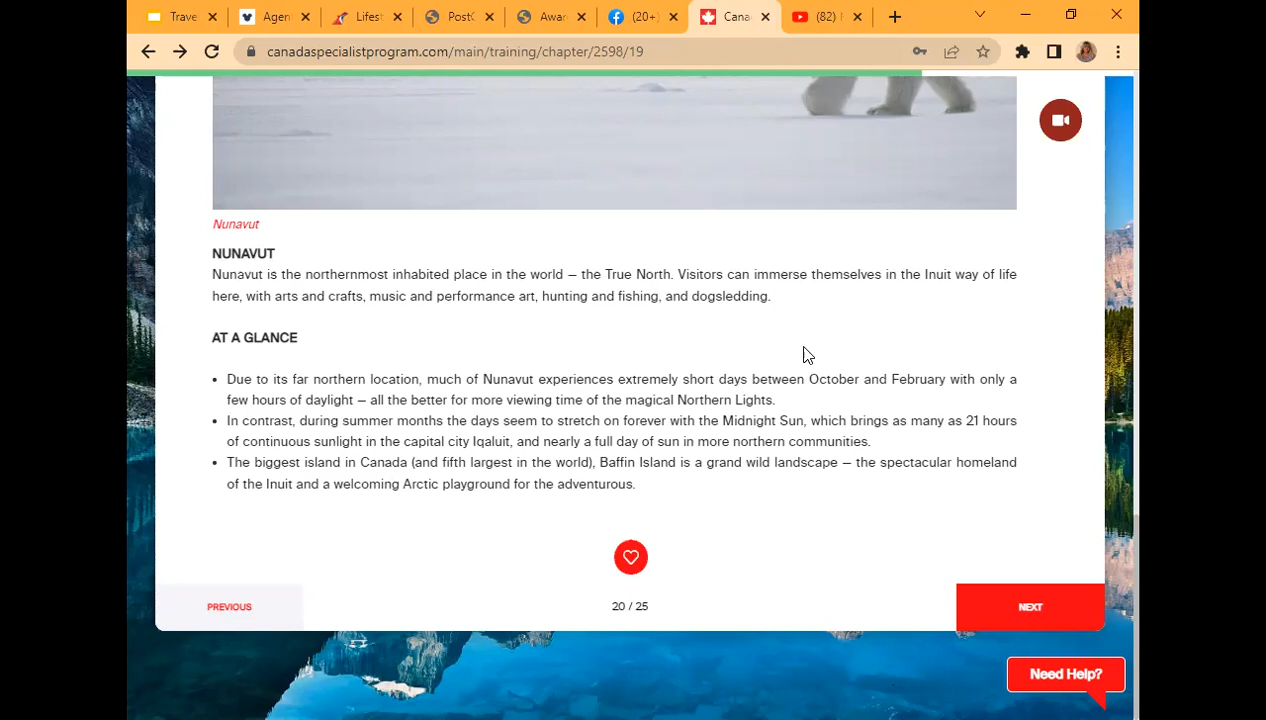 Trave
Agen
Lifest
Post
Awar
(20+)
Cana
(82)
canadaspecialistprogram.com/main/training/chapter/2598/19
Nunavut
NUNAVUT
Nunavut is the northernmost inhabited place in the world – the True North. Visitors can immerse themselves in the Inuit way of life
here, with arts and crafts, music and performance art, hunting and fishing, and dogsledding.
AT A GLANCE
• Due to its far northern location, much of Nunavut experiences extremely short days between October and February with only a
few hours of daylight – all the better for more viewing time of the magical Northern Lights.
• In contrast, during summer months the days seem to stretch on forever with the Midnight Sun, which brings as many as 21 hours
of continuous sunlight in the capital city Iqaluit, and nearly a full day of sun in more northern communities.
• The biggest island in Canada (and fifth largest in the world), Baffin Island is a grand wild landscape – the spectacular homeland
of the Inuit and a welcoming Arctic playground for the adventurous.
PREVIOUS
20 / 25
NEXT
Need Help?